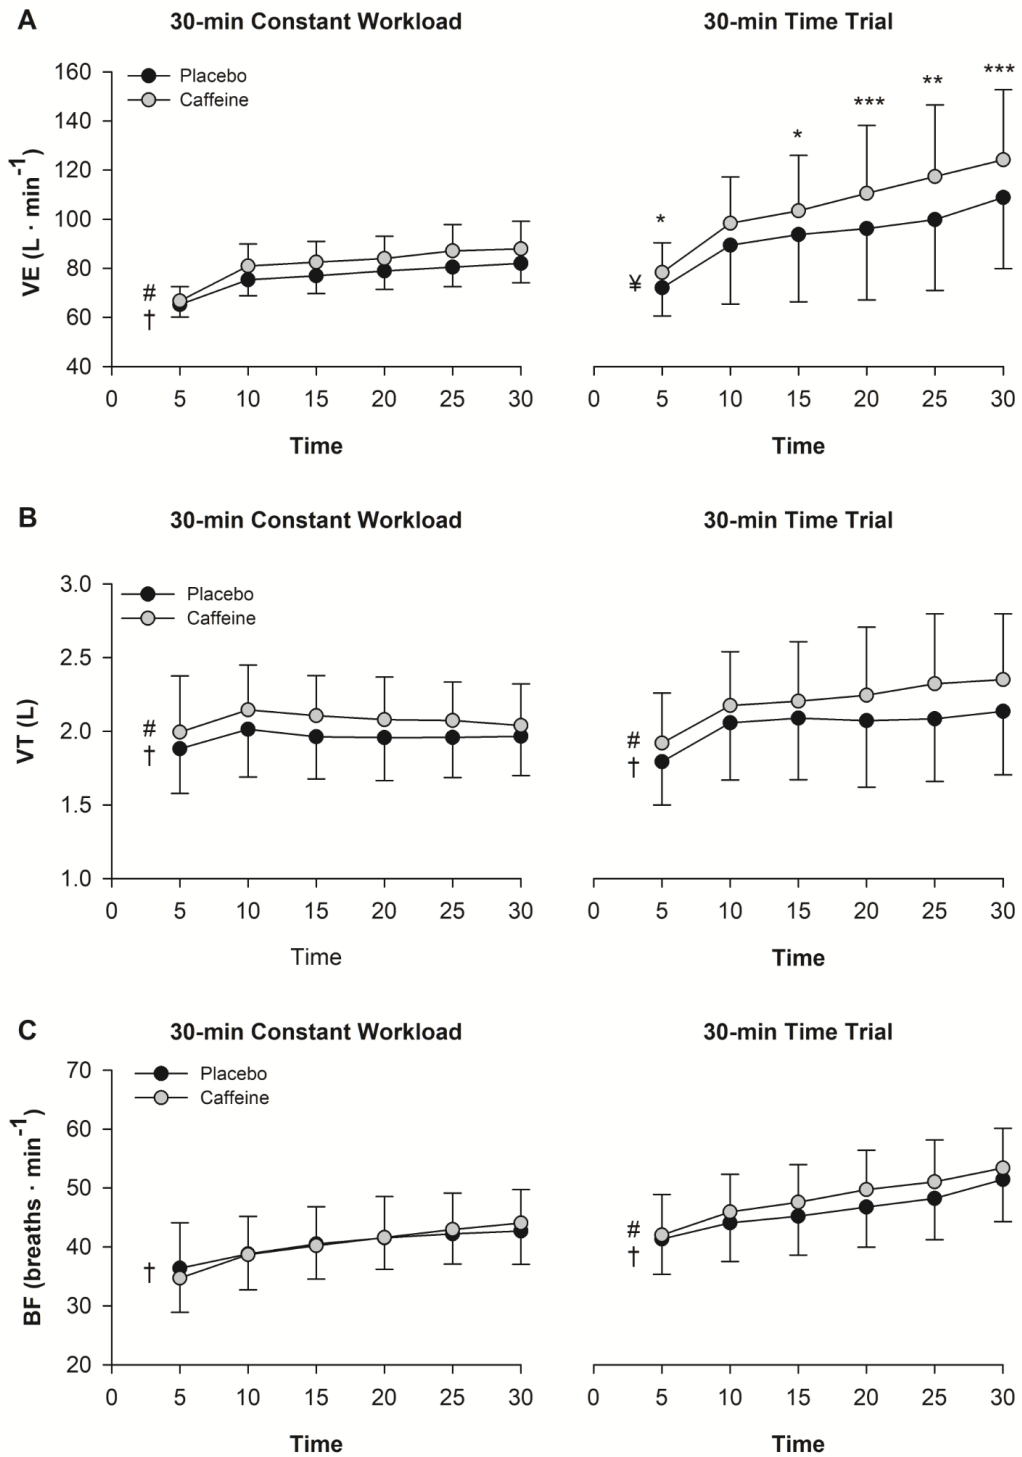 A
30-min Constant Workload
30-min Time Trial
VE (L · min-1)
160
140
120
100
80
60
40
Placebo
Caffeine
#
†
0 5 10 15 20 25 30
Time
*
*
***
**
***
¥
0 5 10 15 20 25 30
Time
B
30-min Constant Workload
30-min Time Trial
VT (L)
3.0
2.5
2.0
1.5
1.0
Placebo
Caffeine
#
†
0 5 10 15 20 25 30
Time
#
†
0 5 10 15 20 25 30
Time
C
30-min Constant Workload
30-min Time Trial
BF (breaths · min-1)
70
60
50
40
30
20
Placebo
Caffeine
†
0 5 10 15 20 25 30
Time
#
†
0 5 10 15 20 25 30
Time